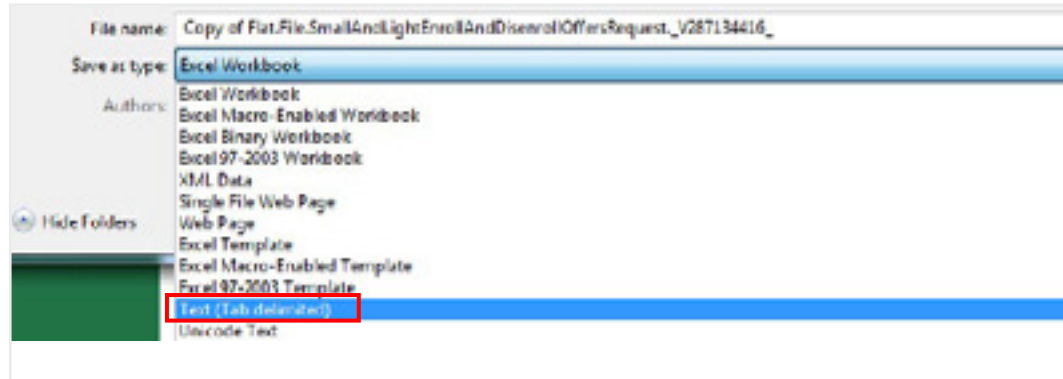 File name: Copy of Flat.File.SmallAndLightEnrollAndDisenrollOffersRequest._V287134416_
Save as type: Excel Workbook
Authors:
Excel Workbook
Excel Macro-Enabled Workbook
Excel Binary Workbook
Excel 97-2003 Workbook
XML Data
Single File Web Page
Hide Folders
Web Page
Excel Template
Excel Macro-Enabled Template
Excel 97-2003 Template
Text (Tab delimited)
Unicode Text